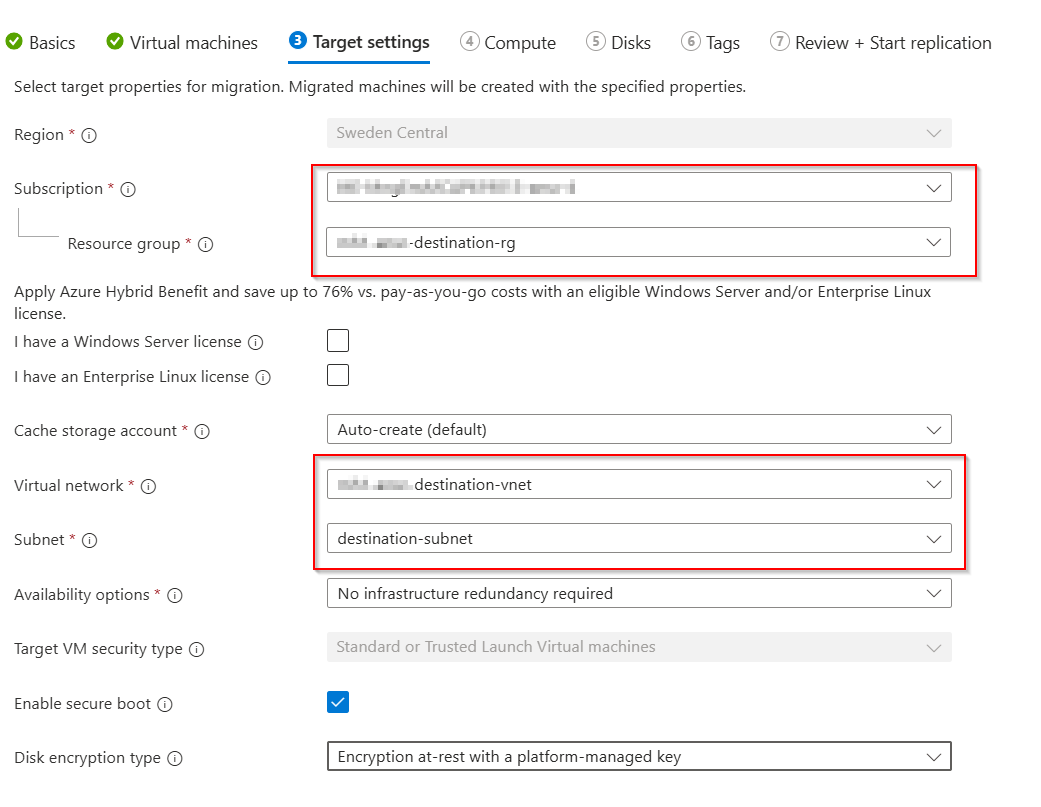 Basics
Virtual machines
3 Target settings
4 Compute
5 Disks
6 Tags
7 Review + Start replication
Select target properties for migration. Migrated machines will be created with the specified properties.
Region *
Sweden Central
Subscription *
Resource group *
-destination-rg
Apply Azure Hybrid Benefit and save up to 76% vs. pay-as-you-go costs with an eligible Windows Server and/or Enterprise Linux
license.
I have a Windows Server license
I have an Enterprise Linux license
Cache storage account *
Auto-create (default)
Virtual network *
destination-vnet
Subnet *
destination-subnet
Availability options *
No infrastructure redundancy required
Target VM security type
Standard or Trusted Launch Virtual machines
Enable secure boot
Disk encryption type
Encryption at-rest with a platform-managed key